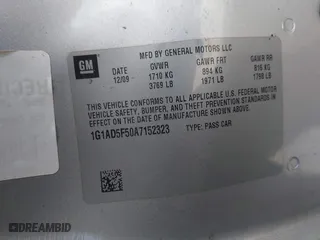 MFD BY GENERAL MOTORS LLC
GM
DATE GVWR GAWR FRT GAWR RR
12/09 1710 KG 894 KG 816 KG
3769 LB 1971 LB 1798 LB
THIS VEHICLE CONFORMS TO ALL APPLICABLE U.S. FEDERAL
MOTOR VEHICLE SAFETY, BUMPER, AND THEFT PREVENTION
STANDARDS IN EFFECT ON THE DATE OF MANUFACTURE
SHOWN ABOVE.
1G1AD5F50A7152323 TYPE: PASS CAR
DREAMBID